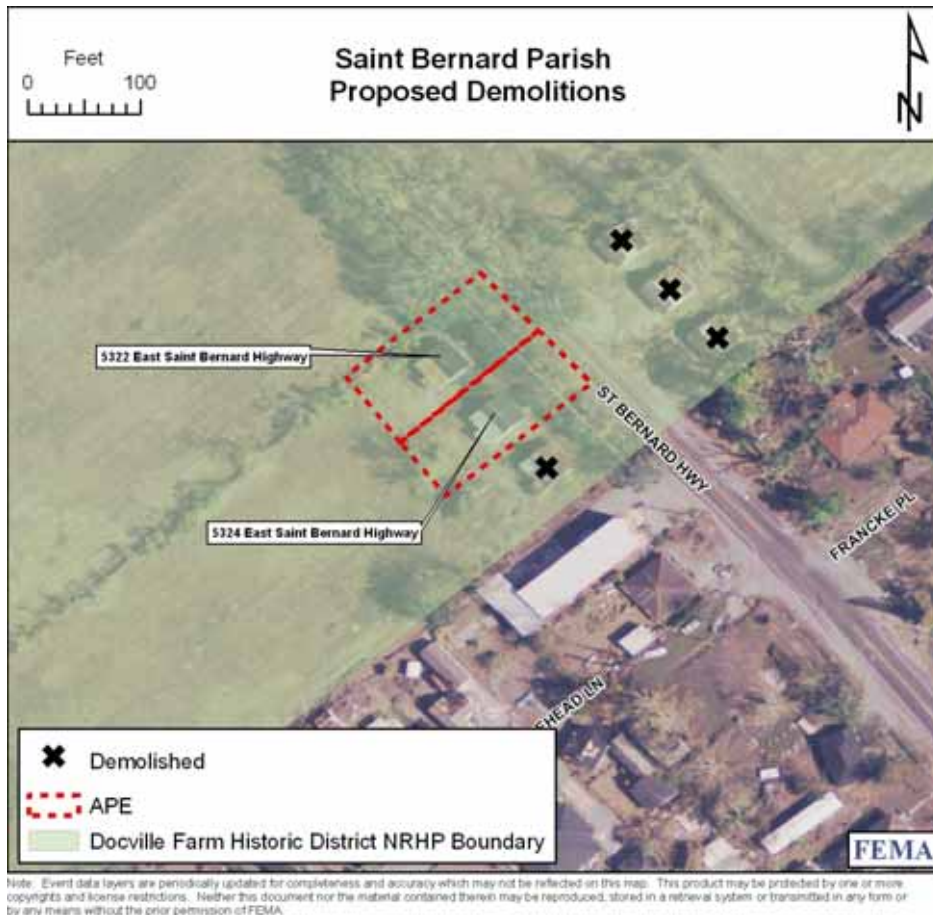 Feet
0 100
Saint Bernard Parish
Proposed Demolitions
N
5322 East Saint Bernard Highway
ST BERNARD HWY
5324 East Saint Bernard Highway
FRANCKE PL
EHEAD LN
Demolished
APE
Docville Farm Historic District NRHP Boundary
FEMA
Note: Event data layers are periodically updated for completeness and accuracy which may not be reflected on this map. This product may be protected by one or more
copyrights and license restrictions. Neither this document nor the material contained therein may be reproduced, stored in a retrieval system or transmitted in any form or
by any means without the prior permission of FEMA.